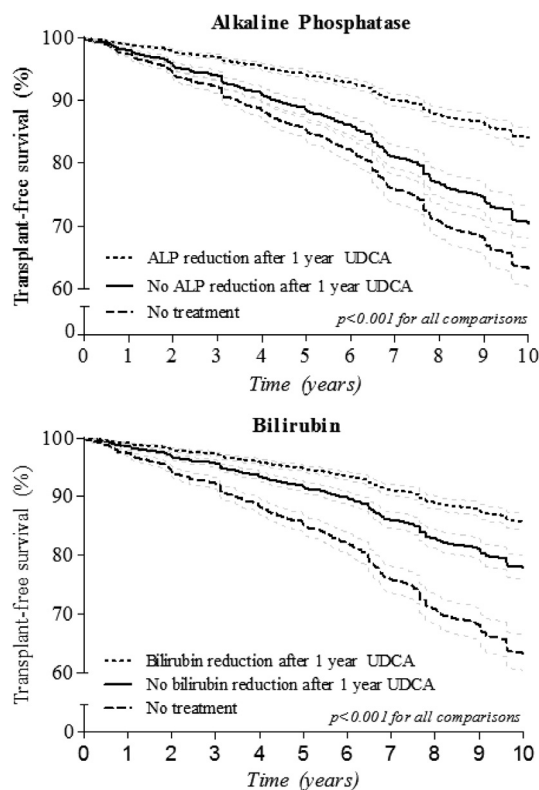 Alkaline Phosphatase
Transplant-free survival (%)
100
90
80
70
60
0
ALP reduction after 1 year UDCA
No ALP reduction after 1 year UDCA
No treatment
p<0.001 for all comparisons
0 1 2 3 4 5 6 7 8 9 10
Time (years)
Bilirubin
Transplant-free survival (%)
100
90
80
70
60
0
Bilirubin reduction after 1 year UDCA
No bilirubin reduction after 1 year UDCA
No treatment
p<0.001 for all comparisons
0 1 2 3 4 5 6 7 8 9 10
Time (years)